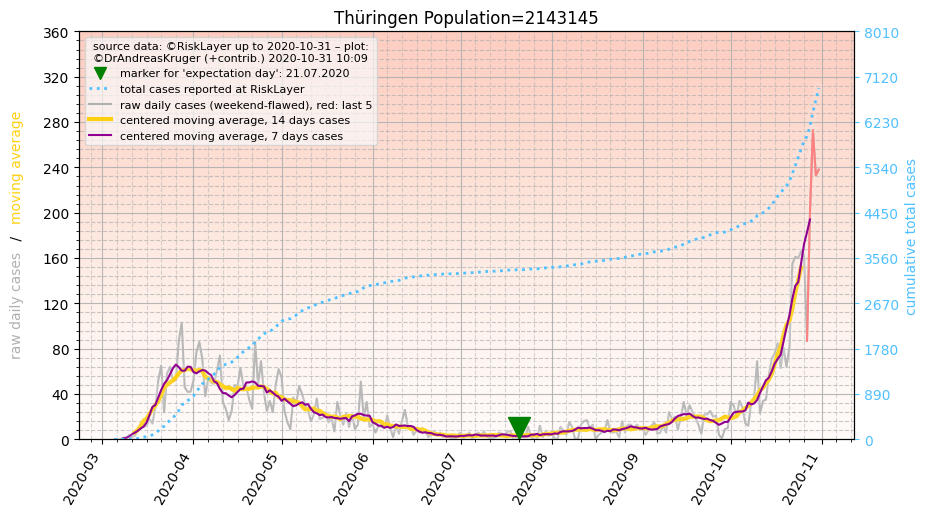 Thüringen Population=2143145
source data: ©RiskLayer up to 2020-10-31 – plot:
©DrAndreasKruger (+contrib.) 2020-10-31 10:09
marker for 'expectation day': 21.07.2020
total cases reported at RiskLayer
raw daily cases (weekend-flawed), red: last 5
centered moving average, 14 days cases
centered moving average, 7 days cases
raw daily cases / moving average
360
320
280
240
200
160
120
80
40
0
8010
7120
6230
5340
4450
3560
2670
1780
890
0
cumulative total cases
2020-03
2020-04
2020-05
2020-06
2020-07
2020-08
2020-09
2020-10
2020-11